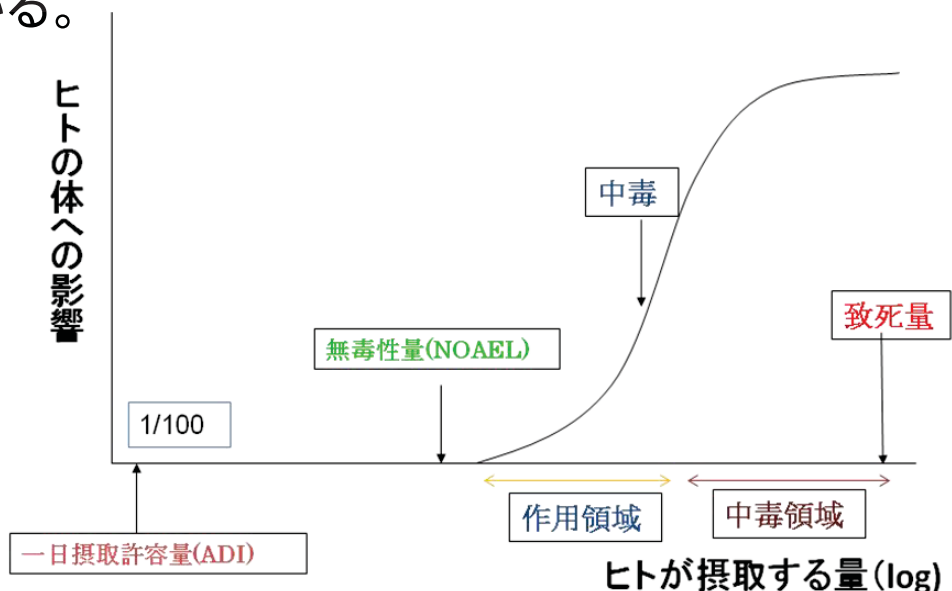 いる。
ヒトの体への影響
中毒
致死量
無毒性量(NOAEL)
1/100
作用領域
中毒領域
一日摂取許容量(ADI)
ヒトが摂取する量(log)